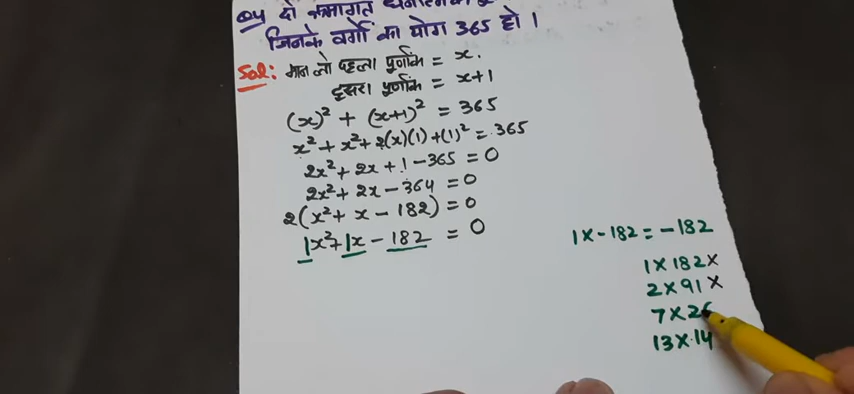 Q4 दो क्रमागत
जिनके वर्गों का योग 365 हो ।
Sol: मान लो पहला पूर्णांक = x.
दूसरा पूर्णांक = x+1
(x)² + (x+1)² = 365
x² + x² + 2(x)(1) + (1)² = 365
2x² + 2x + 1 - 365 = 0
2x² + 2x - 364 = 0
2(x² + x - 182) = 0
1x² + 1x - 182 = 0
1 x - 182 = - 182
1 x 182 x
2 x 91 x
7 x 26
13 x 14